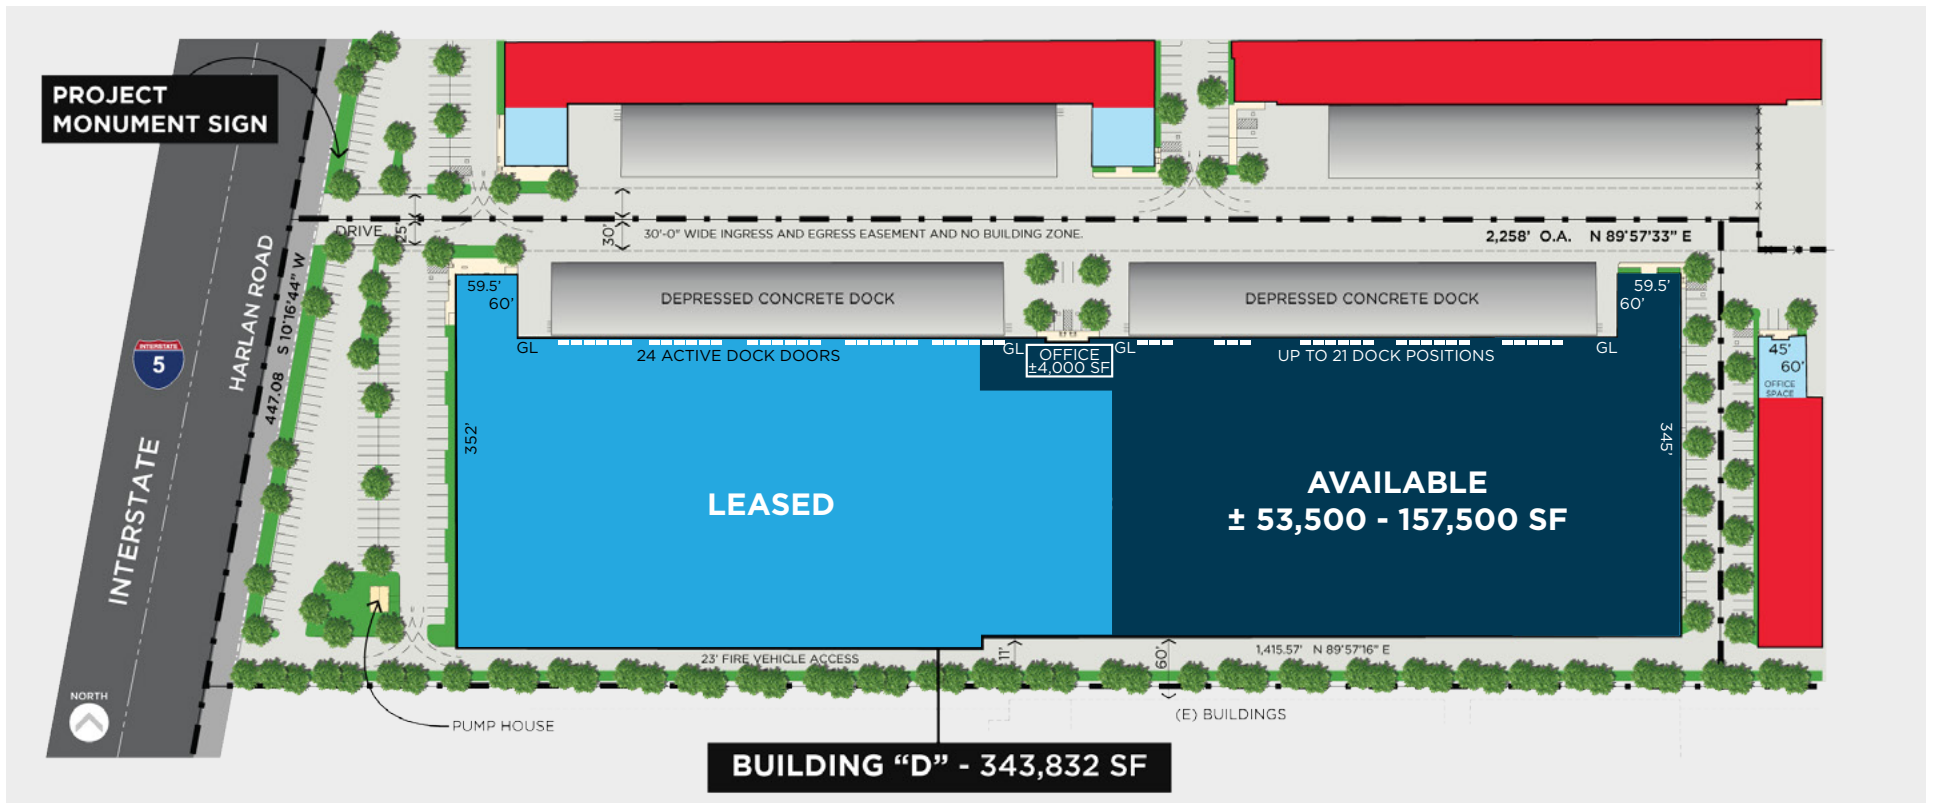 PROJECT
MONUMENT SIGN
DRIVE
25'
30'
30'-0" WIDE INGRESS AND EGRESS EASEMENT AND NO BUILDING ZONE.
2,258' O.A. N 89°57'33" E
HARLAN ROAD
447.08 S 10°16'44" W
INTERSTATE
5
INTERSTATE
59.5'
60'
DEPRESSED CONCRETE DOCK
DEPRESSED CONCRETE DOCK
59.5'
60'
GL
24 ACTIVE DOCK DOORS
GL
OFFICE
±4,000 SF
GL
UP TO 21 DOCK POSITIONS
GL
45'
60'
OFFICE
SPACE
352'
345'
LEASED
AVAILABLE
± 53,500 - 157,500 SF
23' FIRE VEHICLE ACCESS
11'
60'
1,415.57' N 89°57'16" E
NORTH
PUMP HOUSE
(E) BUILDINGS
BUILDING “D” - 343,832 SF